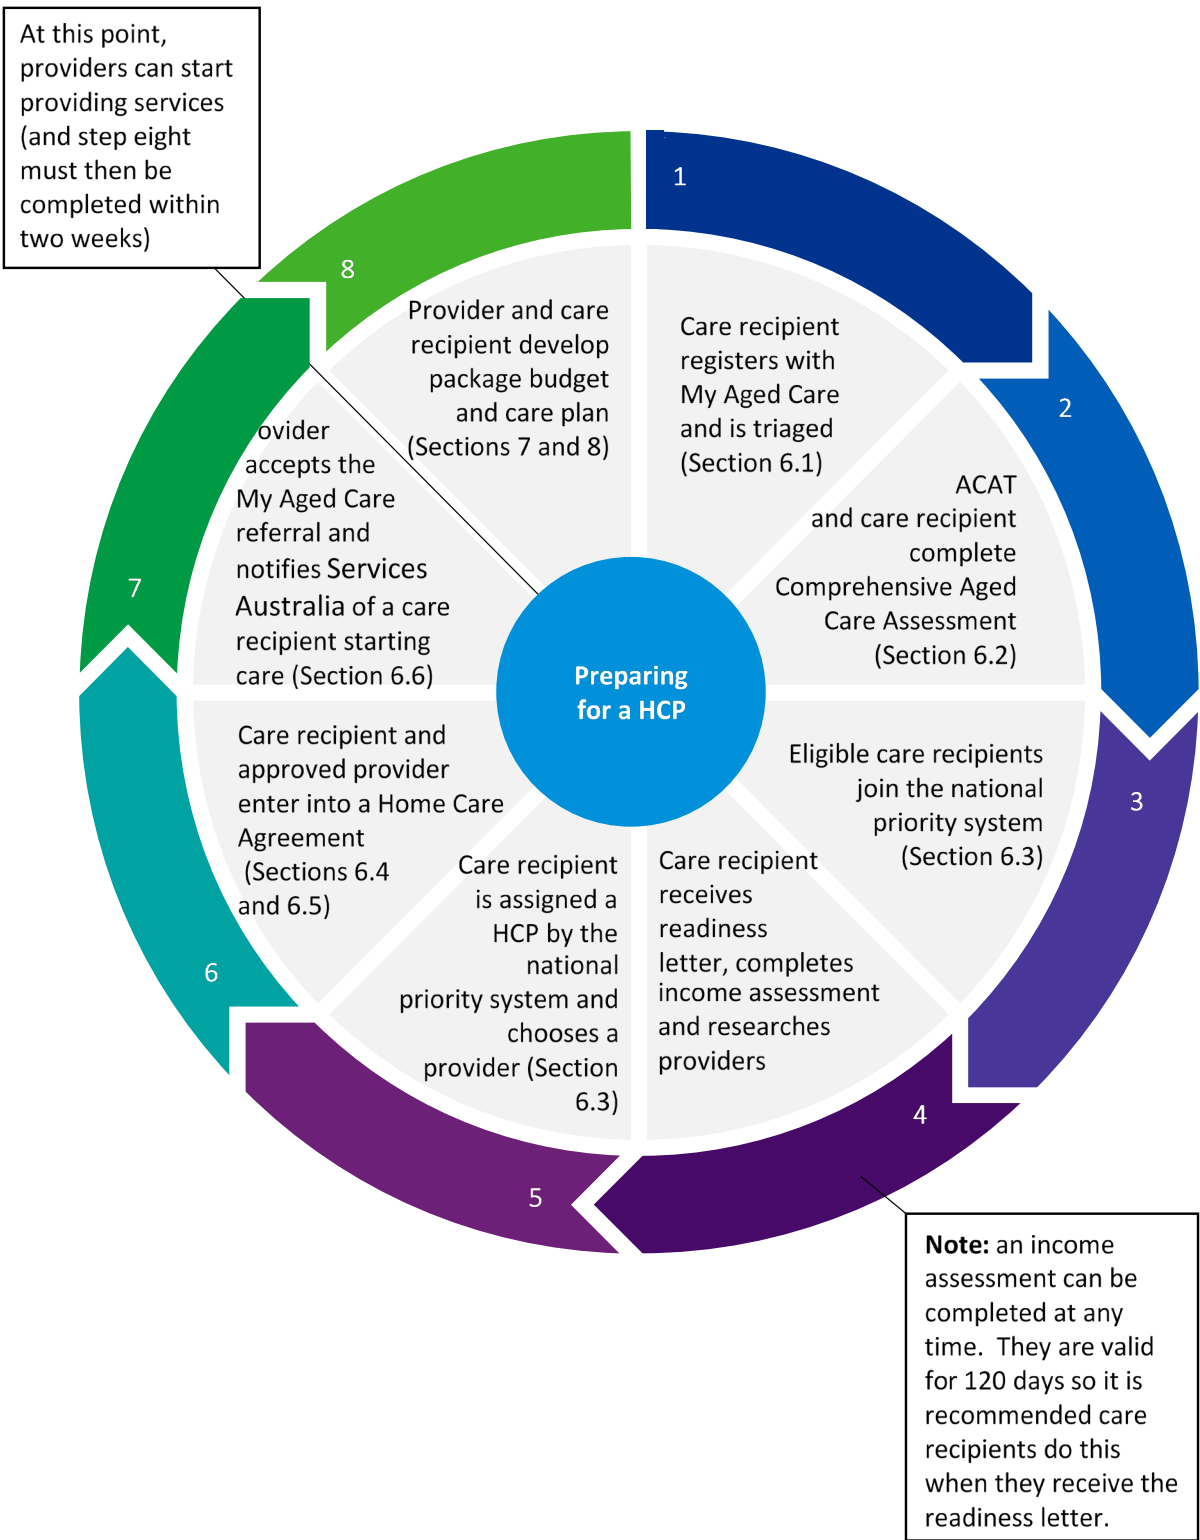 At this point,
providers can start
providing services
(and step eight
must then be
completed within
two weeks)
1
Care recipient
registers with
My Aged Care
and is triaged
(Section 6.1)
2
ACAT
and care recipient
complete
Comprehensive Aged
Care Assessment
(Section 6.2)
3
Eligible care recipients
join the national
priority system
(Section 6.3)
4
Care recipient
receives
readiness
letter, completes
income assessment
and researches
providers
5
Care recipient
is assigned a
HCP by the
national
priority system and
chooses a
provider (Section
6.3)
6
Care recipient and
approved provider
enter into a Home Care
Agreement
(Sections 6.4
and 6.5)
7
ovider
accepts the
My Aged Care
referral and
notifies Services
Australia of a care
recipient starting
care (Section 6.6)
8
Provider and care
recipient develop
package budget
and care plan
(Sections 7 and 8)
Preparing
for a HCP
Note: an income
assessment can be
completed at any
time.  They are valid
for 120 days so it is
recommended care
recipients do this
when they receive the
readiness letter.